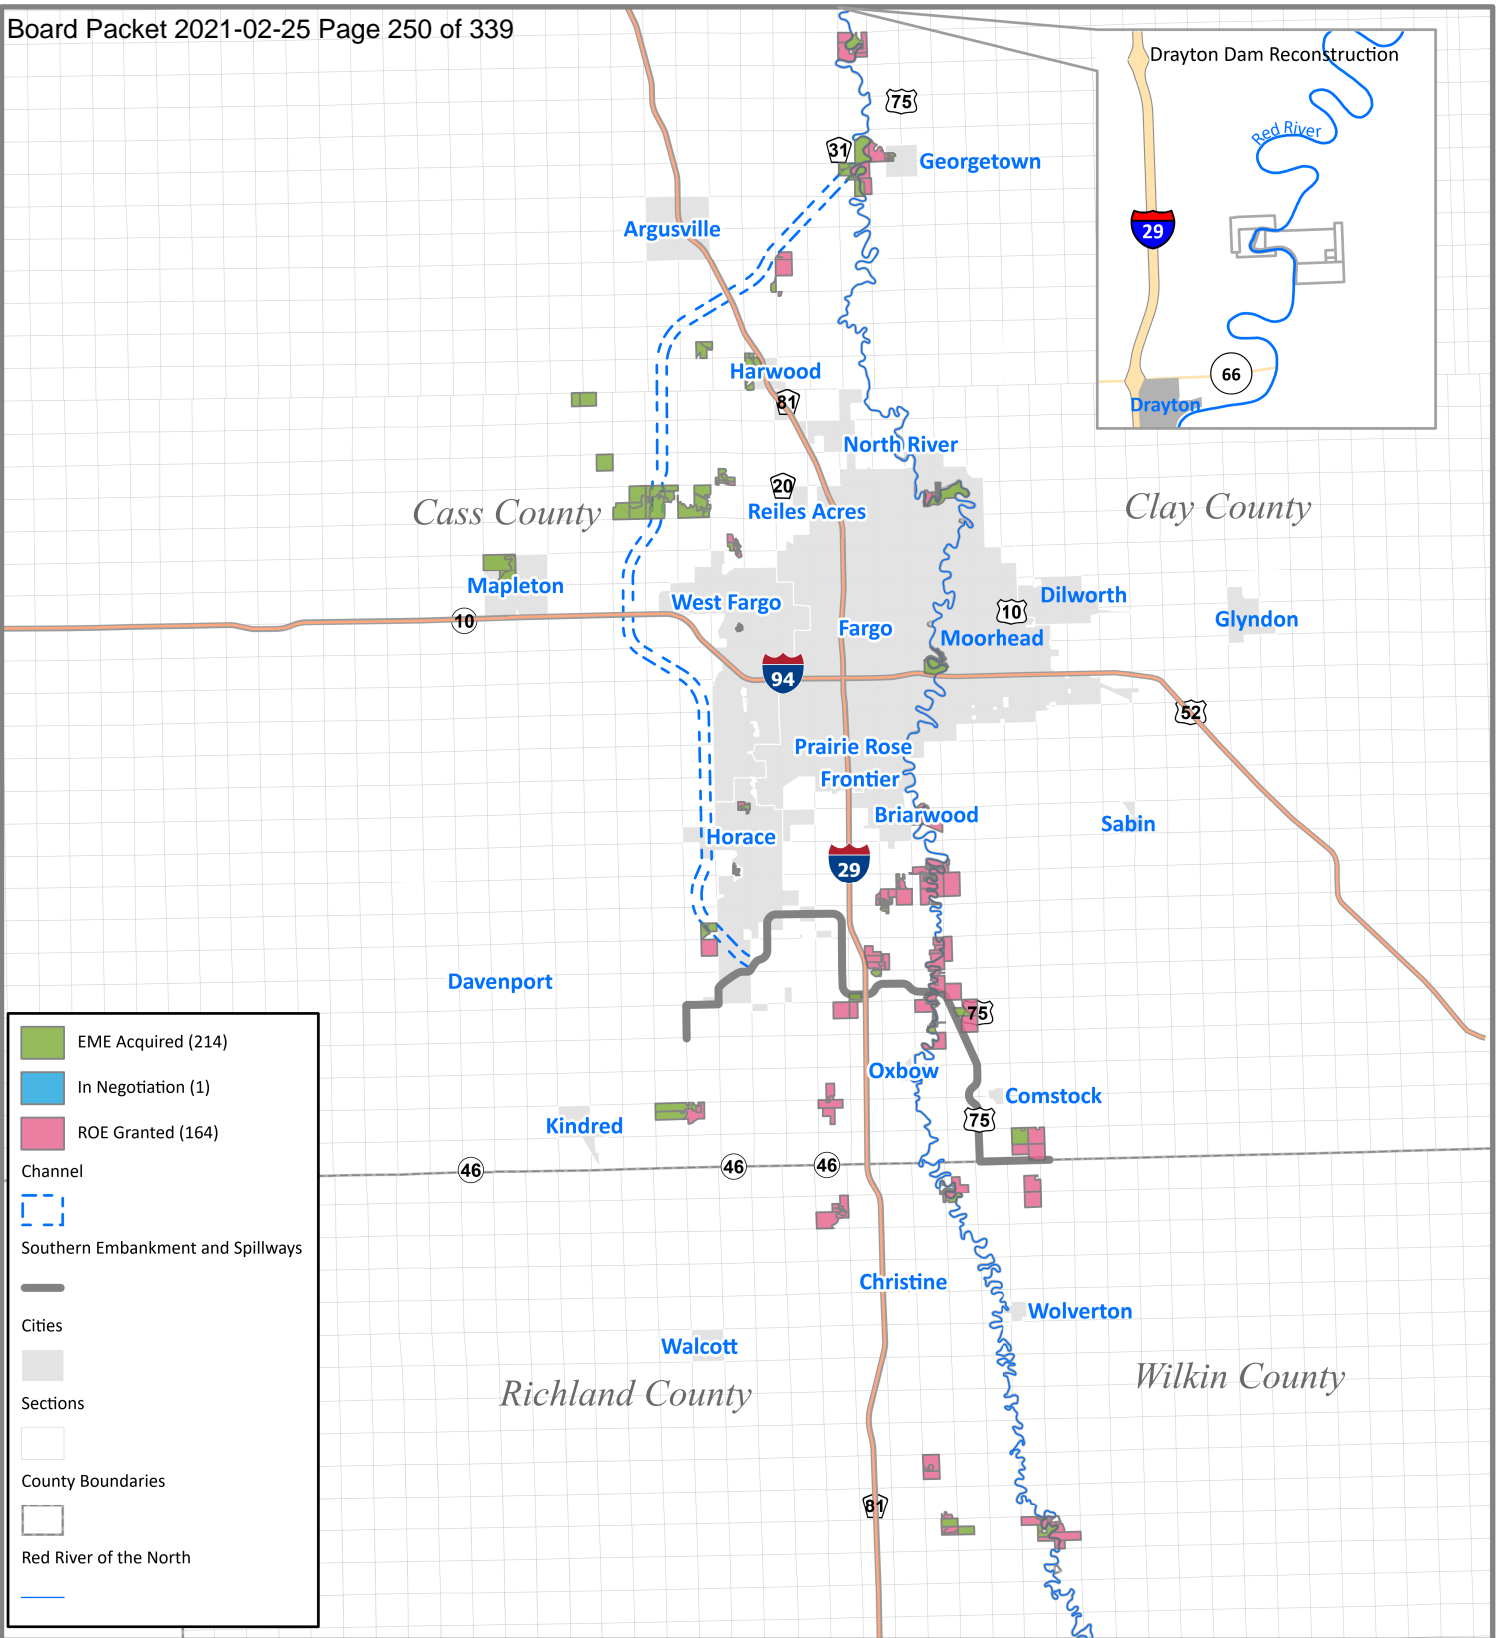 Board Packet 2021-02-25 Page 250 of 339
Drayton Dam Reconstruction
Red River
29
66
Drayton
75
31
Georgetown
Argusville
Harwood
81
North River
20
Reiles Acres
Cass County
Clay County
Mapleton
10
West Fargo
Fargo
10
Dilworth
Moorhead
Glyndon
94
52
Prairie Rose
Frontier
Briarwood
Sabin
Horace
29
Davenport
75
Oxbow
Comstock
75
Kindred
46
46
46
Christine
Wolverton
Walcott
Richland County
Wilkin County
81
EME Acquired (214)
In Negotiation (1)
ROE Granted (164)
Channel
Southern Embankment and Spillways
Cities
Sections
County Boundaries
Red River of the North